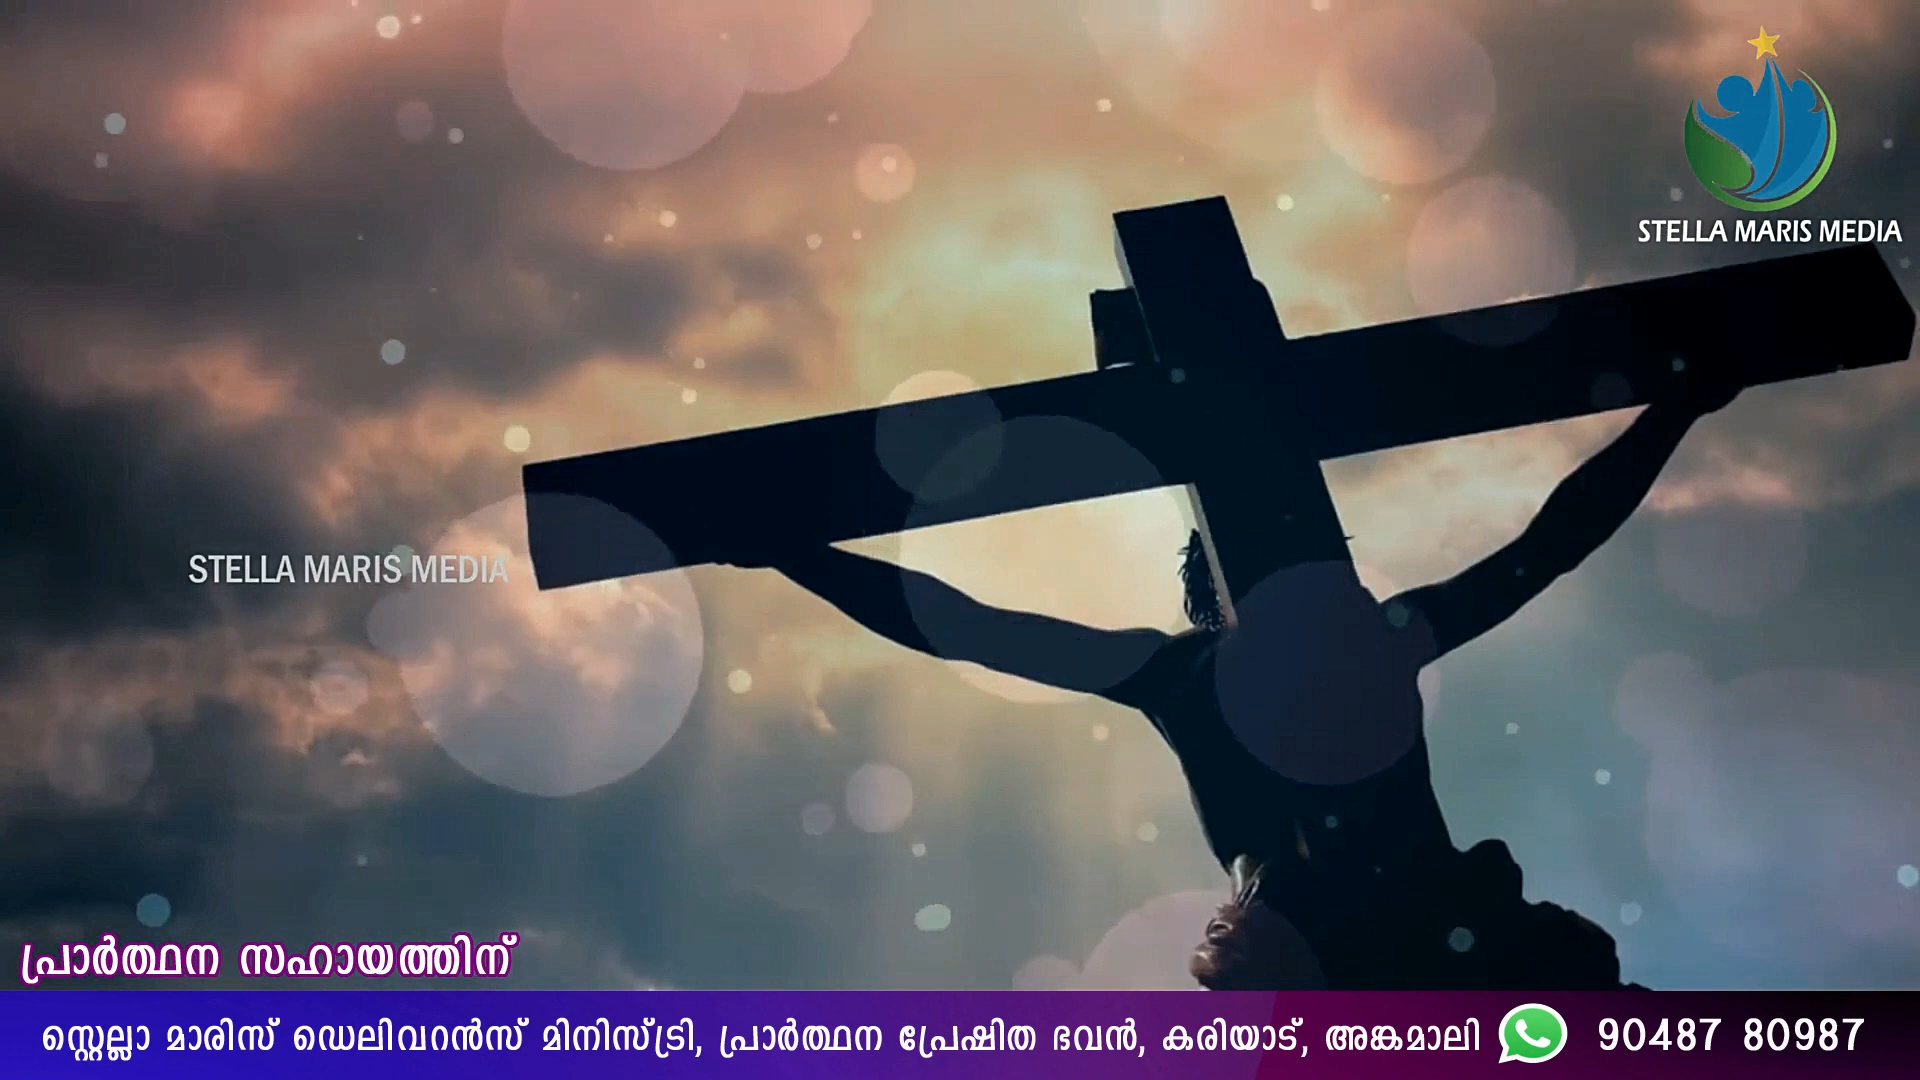 STELLA MARIS MEDIA
STELLA MARIS MEDIA
പ്രാർത്ഥന സഹായത്തിന്
സ്റ്റെല്ലാ മാരിസ് ഡെലിവറൻസ് മിനിസ്ട്രി, പ്രാർത്ഥന പ്രേഷിത ഭവൻ, കരിയാട്, അങ്കമാലി 90487 80987